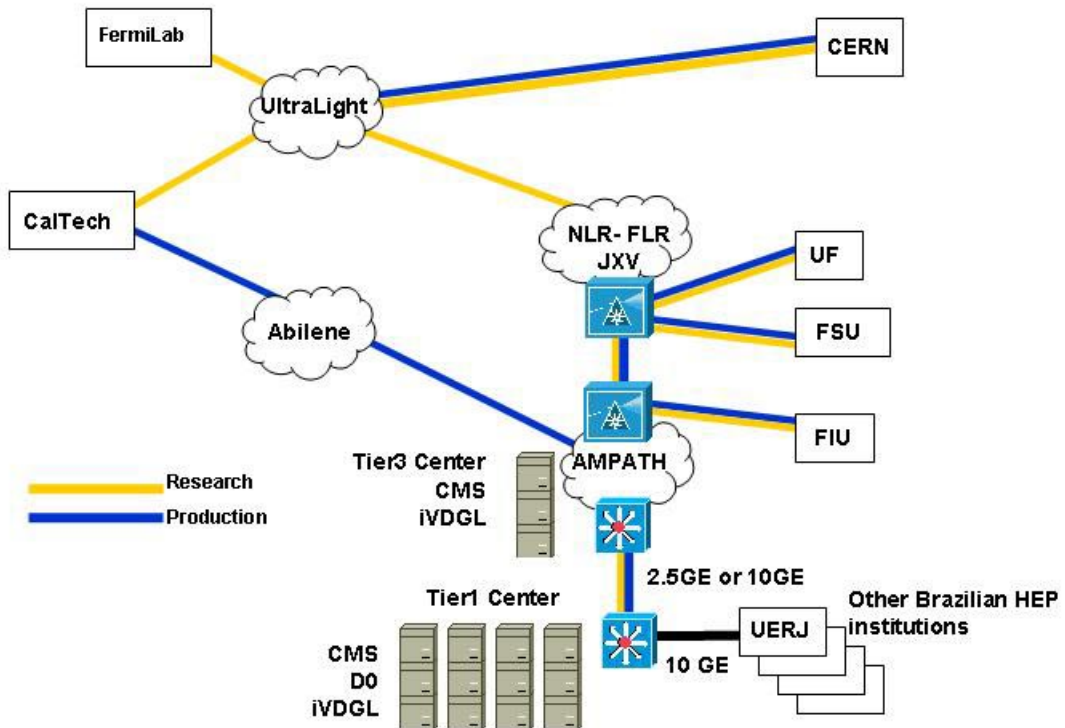 FermiLab
CERN
UltraLight
CalTech
NLR- FLR
JXV
UF
Abilene
FSU
FIU
Tier3 Center
CMS
iVDGL
AMPATH
Research
Production
2.5GE or 10GE
Tier1 Center
CMS
D0
iVDGL
10 GE
UERJ
Other Brazilian HEP
institutions